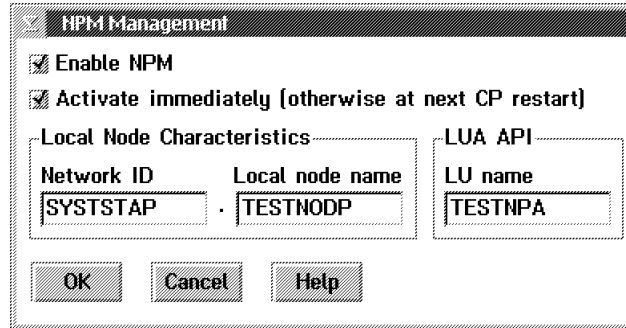 NPM Management
Enable NPM
Activate immediately (otherwise at next CP restart)
Local Node Characteristics
Network ID Local node name
SYSTSTAP . TESTNODP
LUA API
LU name
TESTNPA
OK Cancel Help